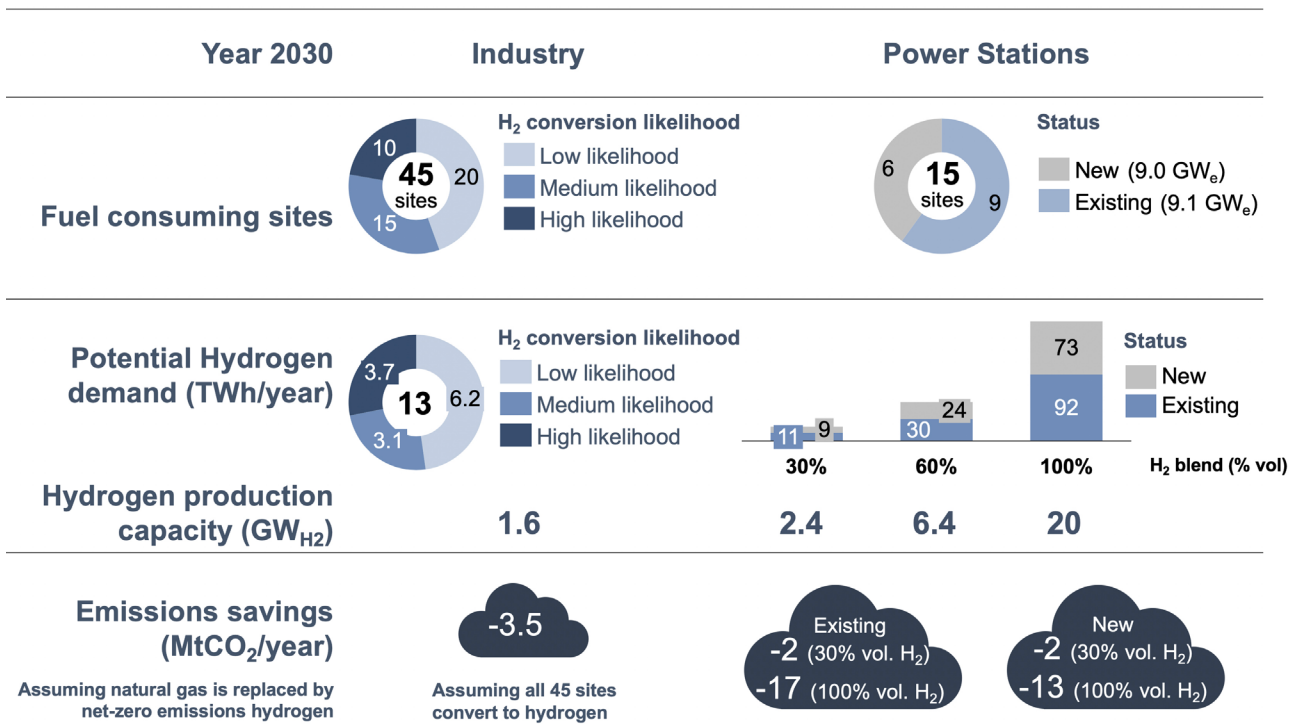 Year 2030
Industry
Power Stations
Fuel consuming sites
10
45
sites
20
15
H₂ conversion likelihood
Low likelihood
Medium likelihood
High likelihood
6
15
sites
9
Status
New (9.0 GWₑ)
Existing (9.1 GWₑ)
Potential Hydrogen
demand (TWh/year)
3.7
13
6.2
3.1
H₂ conversion likelihood
Low likelihood
Medium likelihood
High likelihood
11
9
30
24
73
92
30%
60%
100%
H₂ blend (% vol)
Status
New
Existing
Hydrogen production
capacity (GW_H2)
1.6
2.4
6.4
20
Emissions savings
(MtCO₂/year)
Assuming natural gas is replaced by
net-zero emissions hydrogen
-3.5
Assuming all 45 sites
convert to hydrogen
Existing
-2 (30% vol. H₂)
-17 (100% vol. H₂)
New
-2 (30% vol. H₂)
-13 (100% vol. H₂)